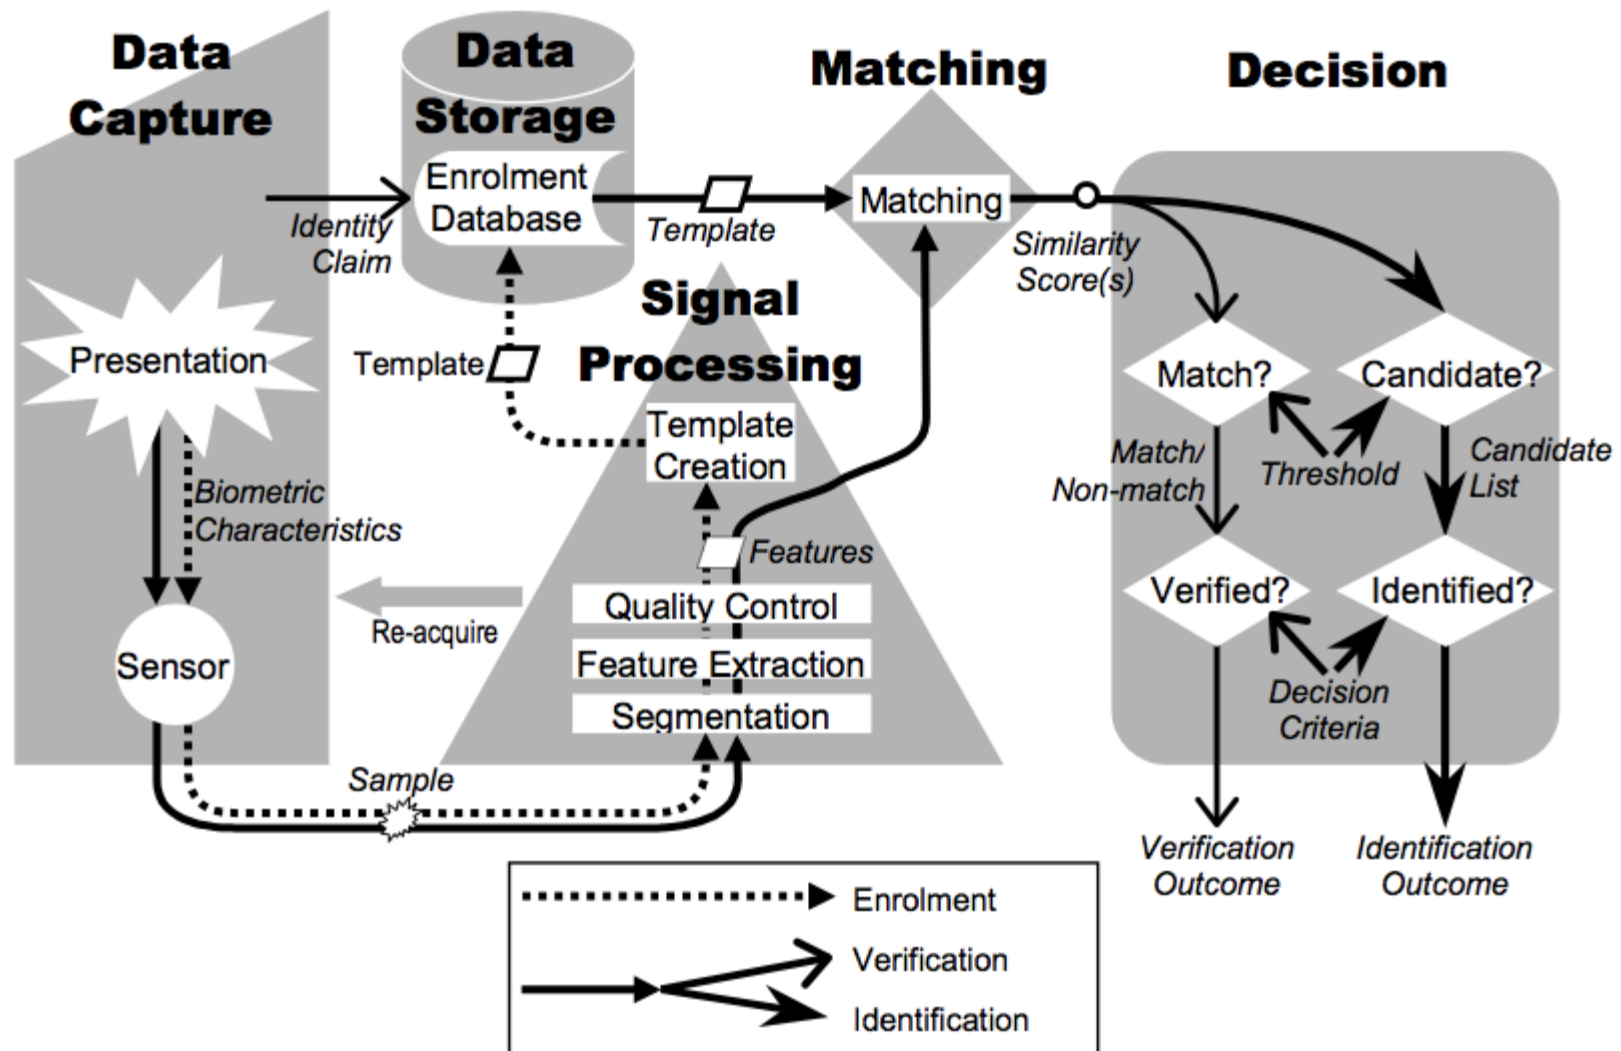 Data
Capture
Data
Storage
Matching
Decision
Enrolment
Database
Identity
Claim
Template
Matching
Similarity
Score(s)
Signal
Processing
Presentation
Template
Match?
Candidate?
Template
Creation
Match/
Non-match
Threshold
Candidate
List
Biometric
Characteristics
Features
Quality Control
Verified?
Identified?
Re-acquire
Feature Extraction
Sensor
Segmentation
Decision
Criteria
Sample
Verification
Outcome
Identification
Outcome
Enrolment
Verification
Identification